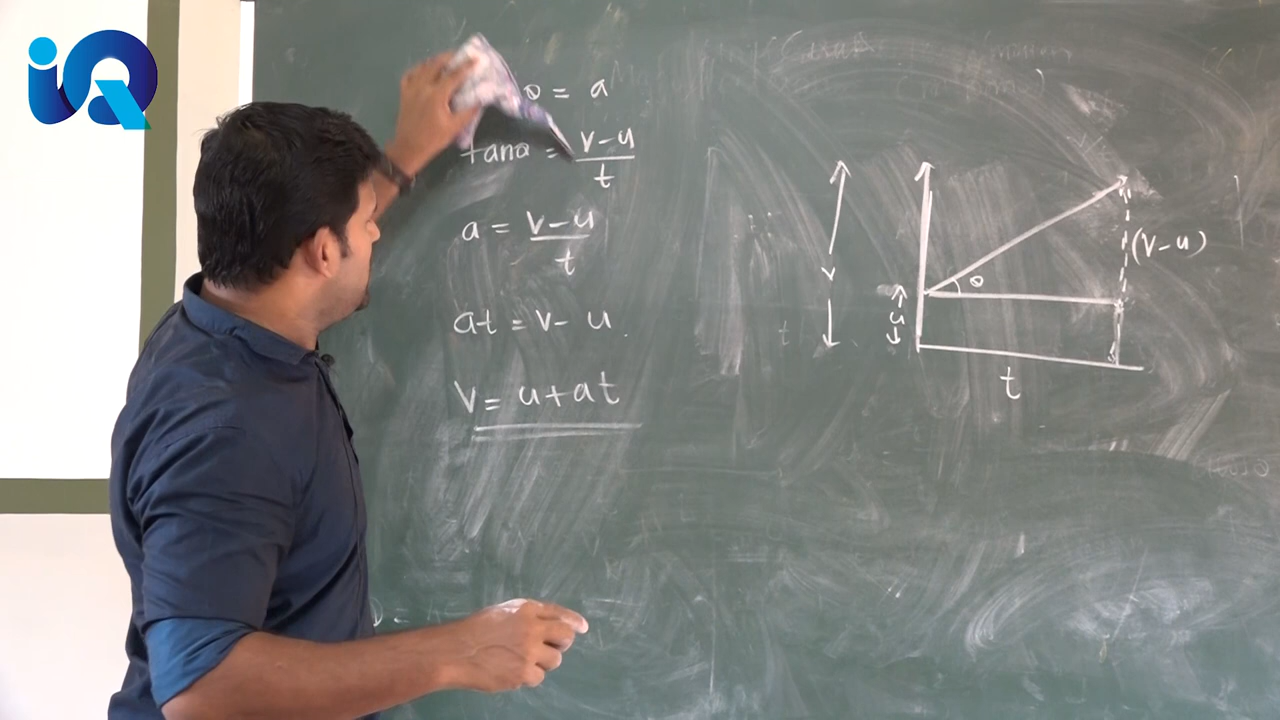 iQ
θ = a
tanθ = v-u/t
a = v-u/t
at = v- u.
v = u+at
v
u
θ
(v-u)
t